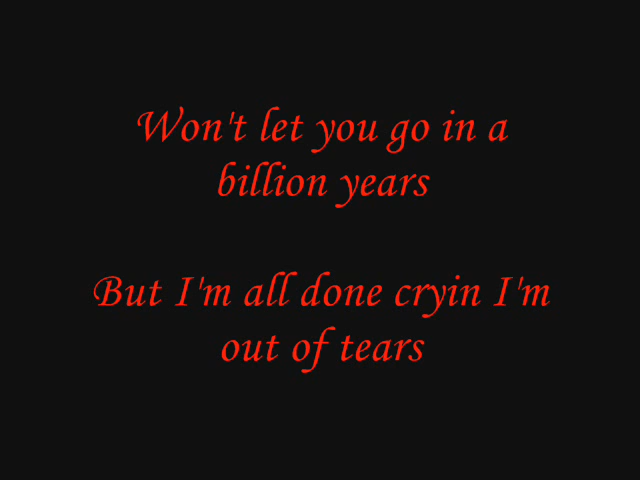 Won't let you go in a
billion years
But I'm all done cryin I'm
out of tears